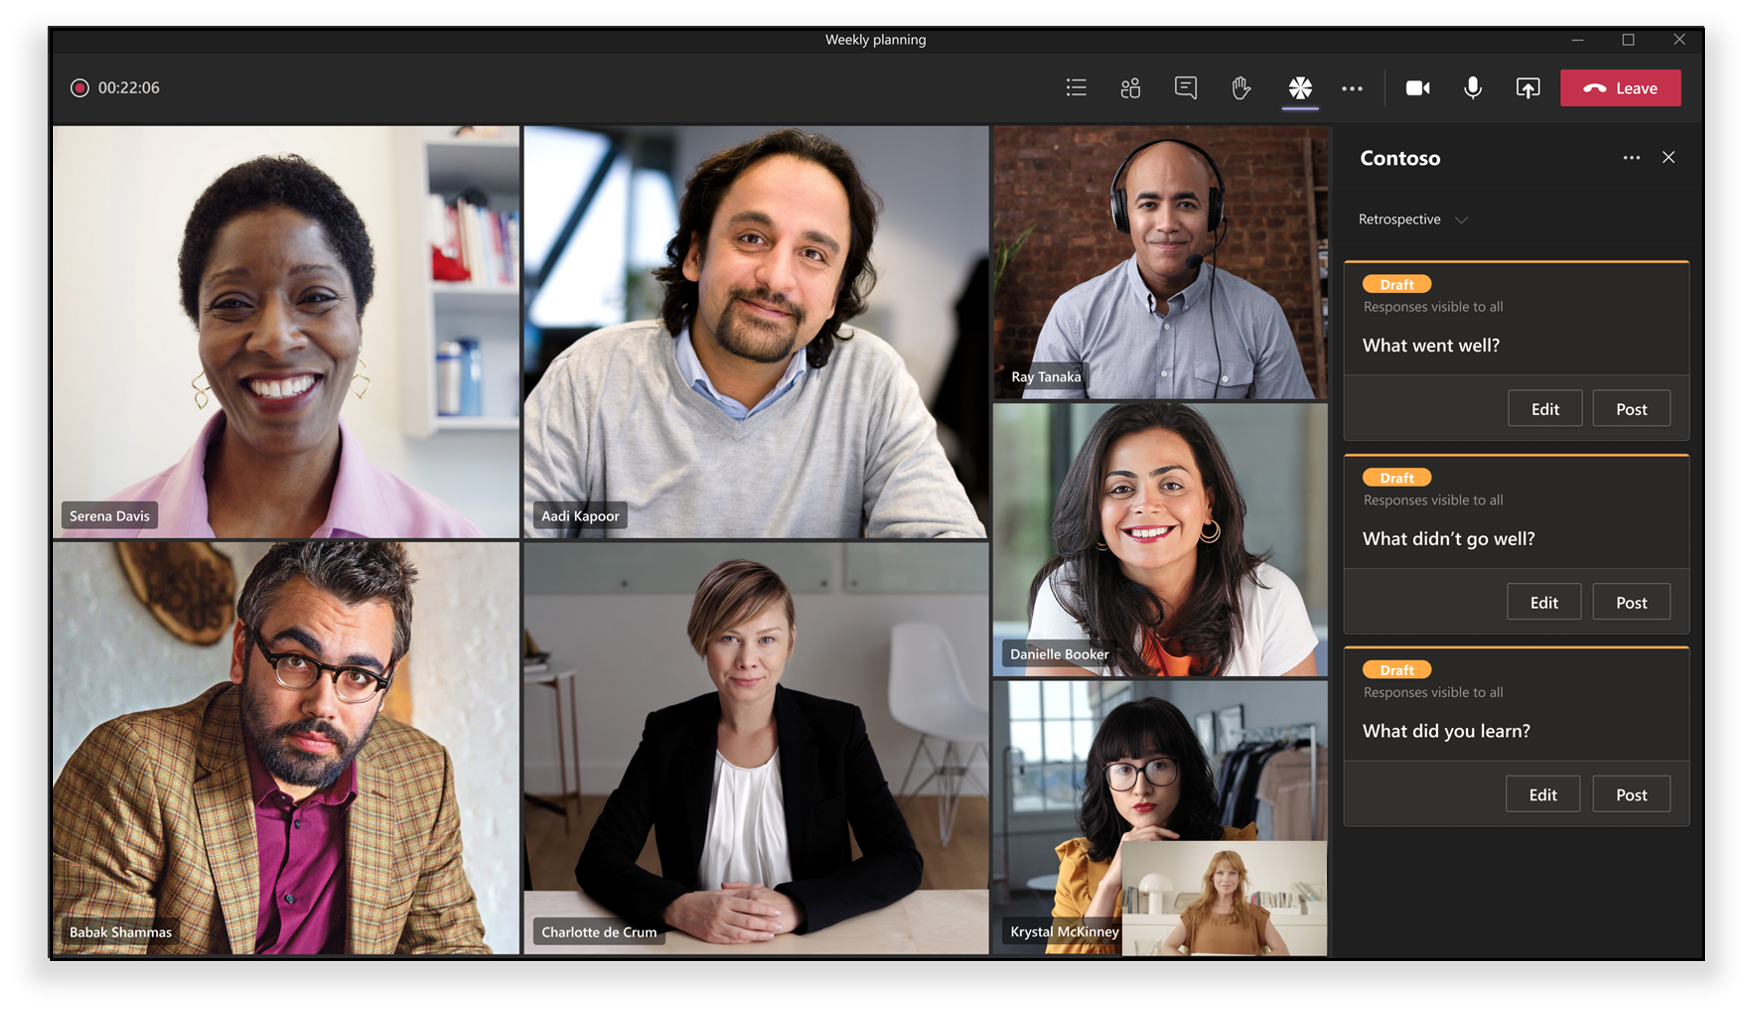 Weekly planning
00:22:06
Leave
Contoso
Retrospective
Draft
Responses visible to all
What went well?
Edit Post
Draft
Responses visible to all
What didn’t go well?
Edit Post
Draft
Responses visible to all
What did you learn?
Edit Post
Serena Davis
Aadi Kapoor
Ray Tanaka
Danielle Booker
Babak Shammas
Charlotte de Crum
Krystal McKinney